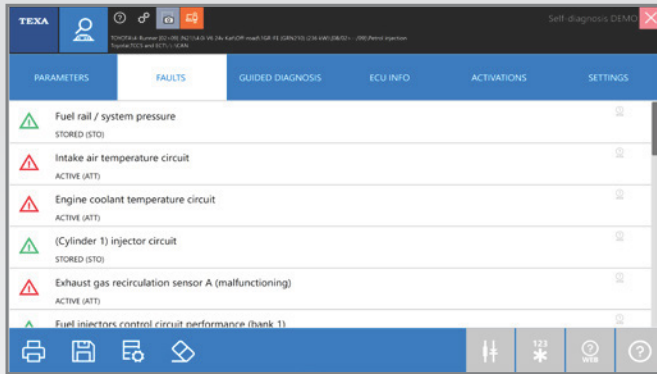 TEXA
Self-diagnosis DEMO
PARAMETERS
FAULTS
GUIDED DIAGNOSIS
ECU INFO
ACTIVATIONS
SETTINGS
Fuel rail / system pressure
STORED (STO)
Intake air temperature circuit
ACTIVE (ATT)
Engine coolant temperature circuit
ACTIVE (ATT)
(Cylinder 1) injector circuit
STORED (STO)
Exhaust gas recirculation sensor A (malfunctioning)
ACTIVE (ATT)
Fuel injectors control circuit performance (bank 1)
123
WEB